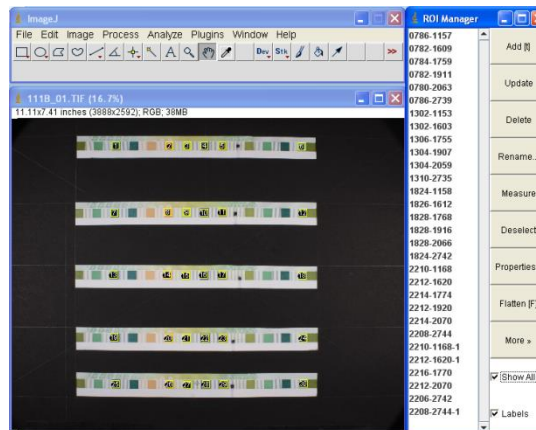 ImageJ
File Edit Image Process Analyze Plugins Window Help
A Dev Stk >>
111B_01.TIF (16.7%)
11.11x7.41 inches (3888x2592); RGB; 38MB
ROI Manager
0786-1157
0782-1609
0784-1759
0782-1911
0780-2063
0786-2739
1302-1153
1302-1603
1306-1755
1304-1907
1304-2059
1310-2735
1824-1158
1826-1612
1828-1768
1828-1916
1828-2066
1824-2742
2210-1168
2212-1620
2214-1774
2212-1920
2214-2070
2208-2744
2210-1168-1
2212-1620-1
2216-1770
2212-2070
2206-2742
2208-2744-1
Add [t]
Update
Delete
Rename...
Measure
Deselect
Properties...
Flatten [F]
More »
Show All
Labels